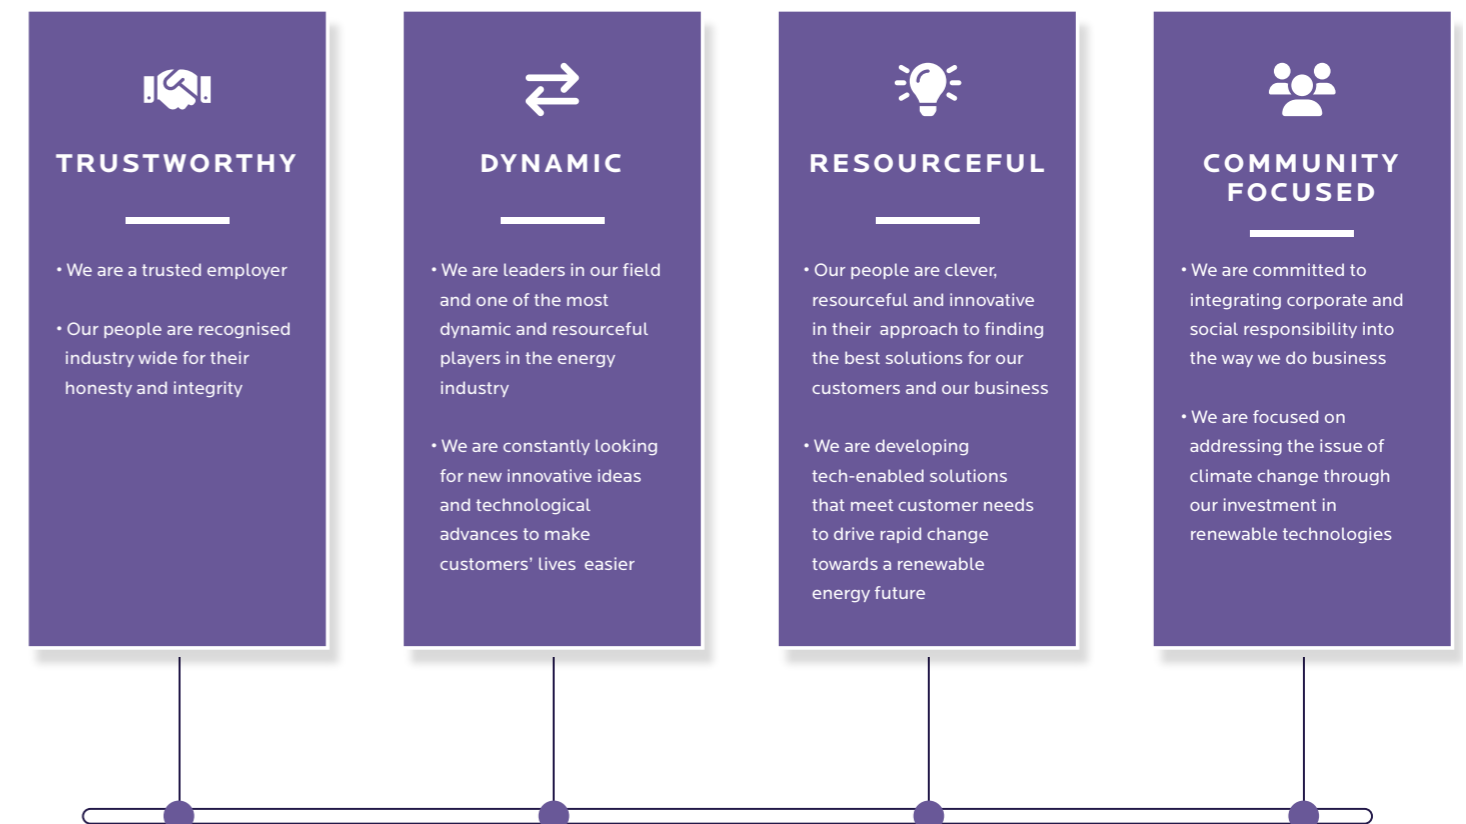 TRUSTWORTHY
• We are a trusted employer
• Our people are recognised
industry wide for their
honesty and integrity
DYNAMIC
• We are leaders in our field
and one of the most
dynamic and resourceful
players in the energy
industry
• We are constantly looking
for new innovative ideas
and technological
advances to make
customers' lives easier
RESOURCEFUL
• Our people are clever,
resourceful and innovative
in their approach to finding
the best solutions for our
customers and our business
• We are developing
tech-enabled solutions
that meet customer needs
to drive rapid change
towards a renewable
energy future
COMMUNITY
FOCUSED
• We are committed to
integrating corporate and
social responsibility into
the way we do business
• We are focused on
addressing the issue of
climate change through
our investment in
renewable technologies